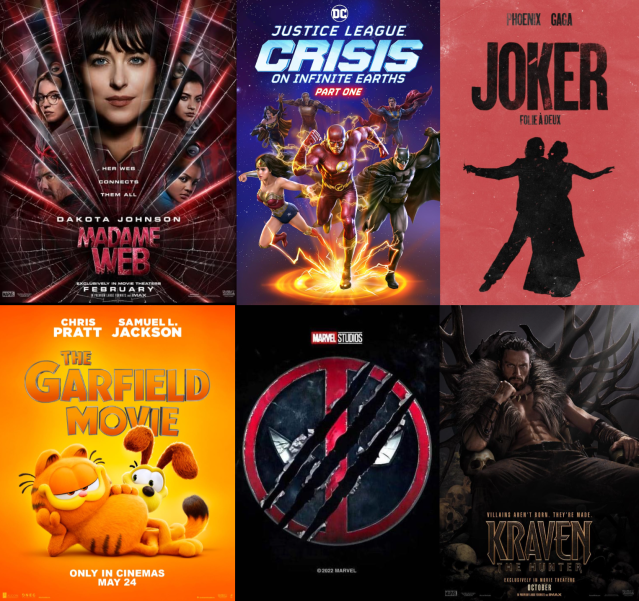 HER WEB
CONNECTS
THEM ALL
DAKOTA JOHNSON
MADAME
WEB
EXCLUSIVELY IN MOVIE THEATERS
FEBRUARY
DC
JUSTICE LEAGUE
CRISIS
ON INFINITE EARTHS
PART ONE
PHOENIX GAGA
JOKER
FOLIE À DEUX
CHRIS PRATT
SAMUEL L. JACKSON
THE
GARFIELD
MOVIE
ONLY IN CINEMAS
MAY 24
MARVEL STUDIOS
©2022 MARVEL
VILLAINS AREN'T BORN. THEY'RE MADE.
KRAVEN
THE HUNTER
EXCLUSIVELY IN MOVIE THEATERS
OCTOBER